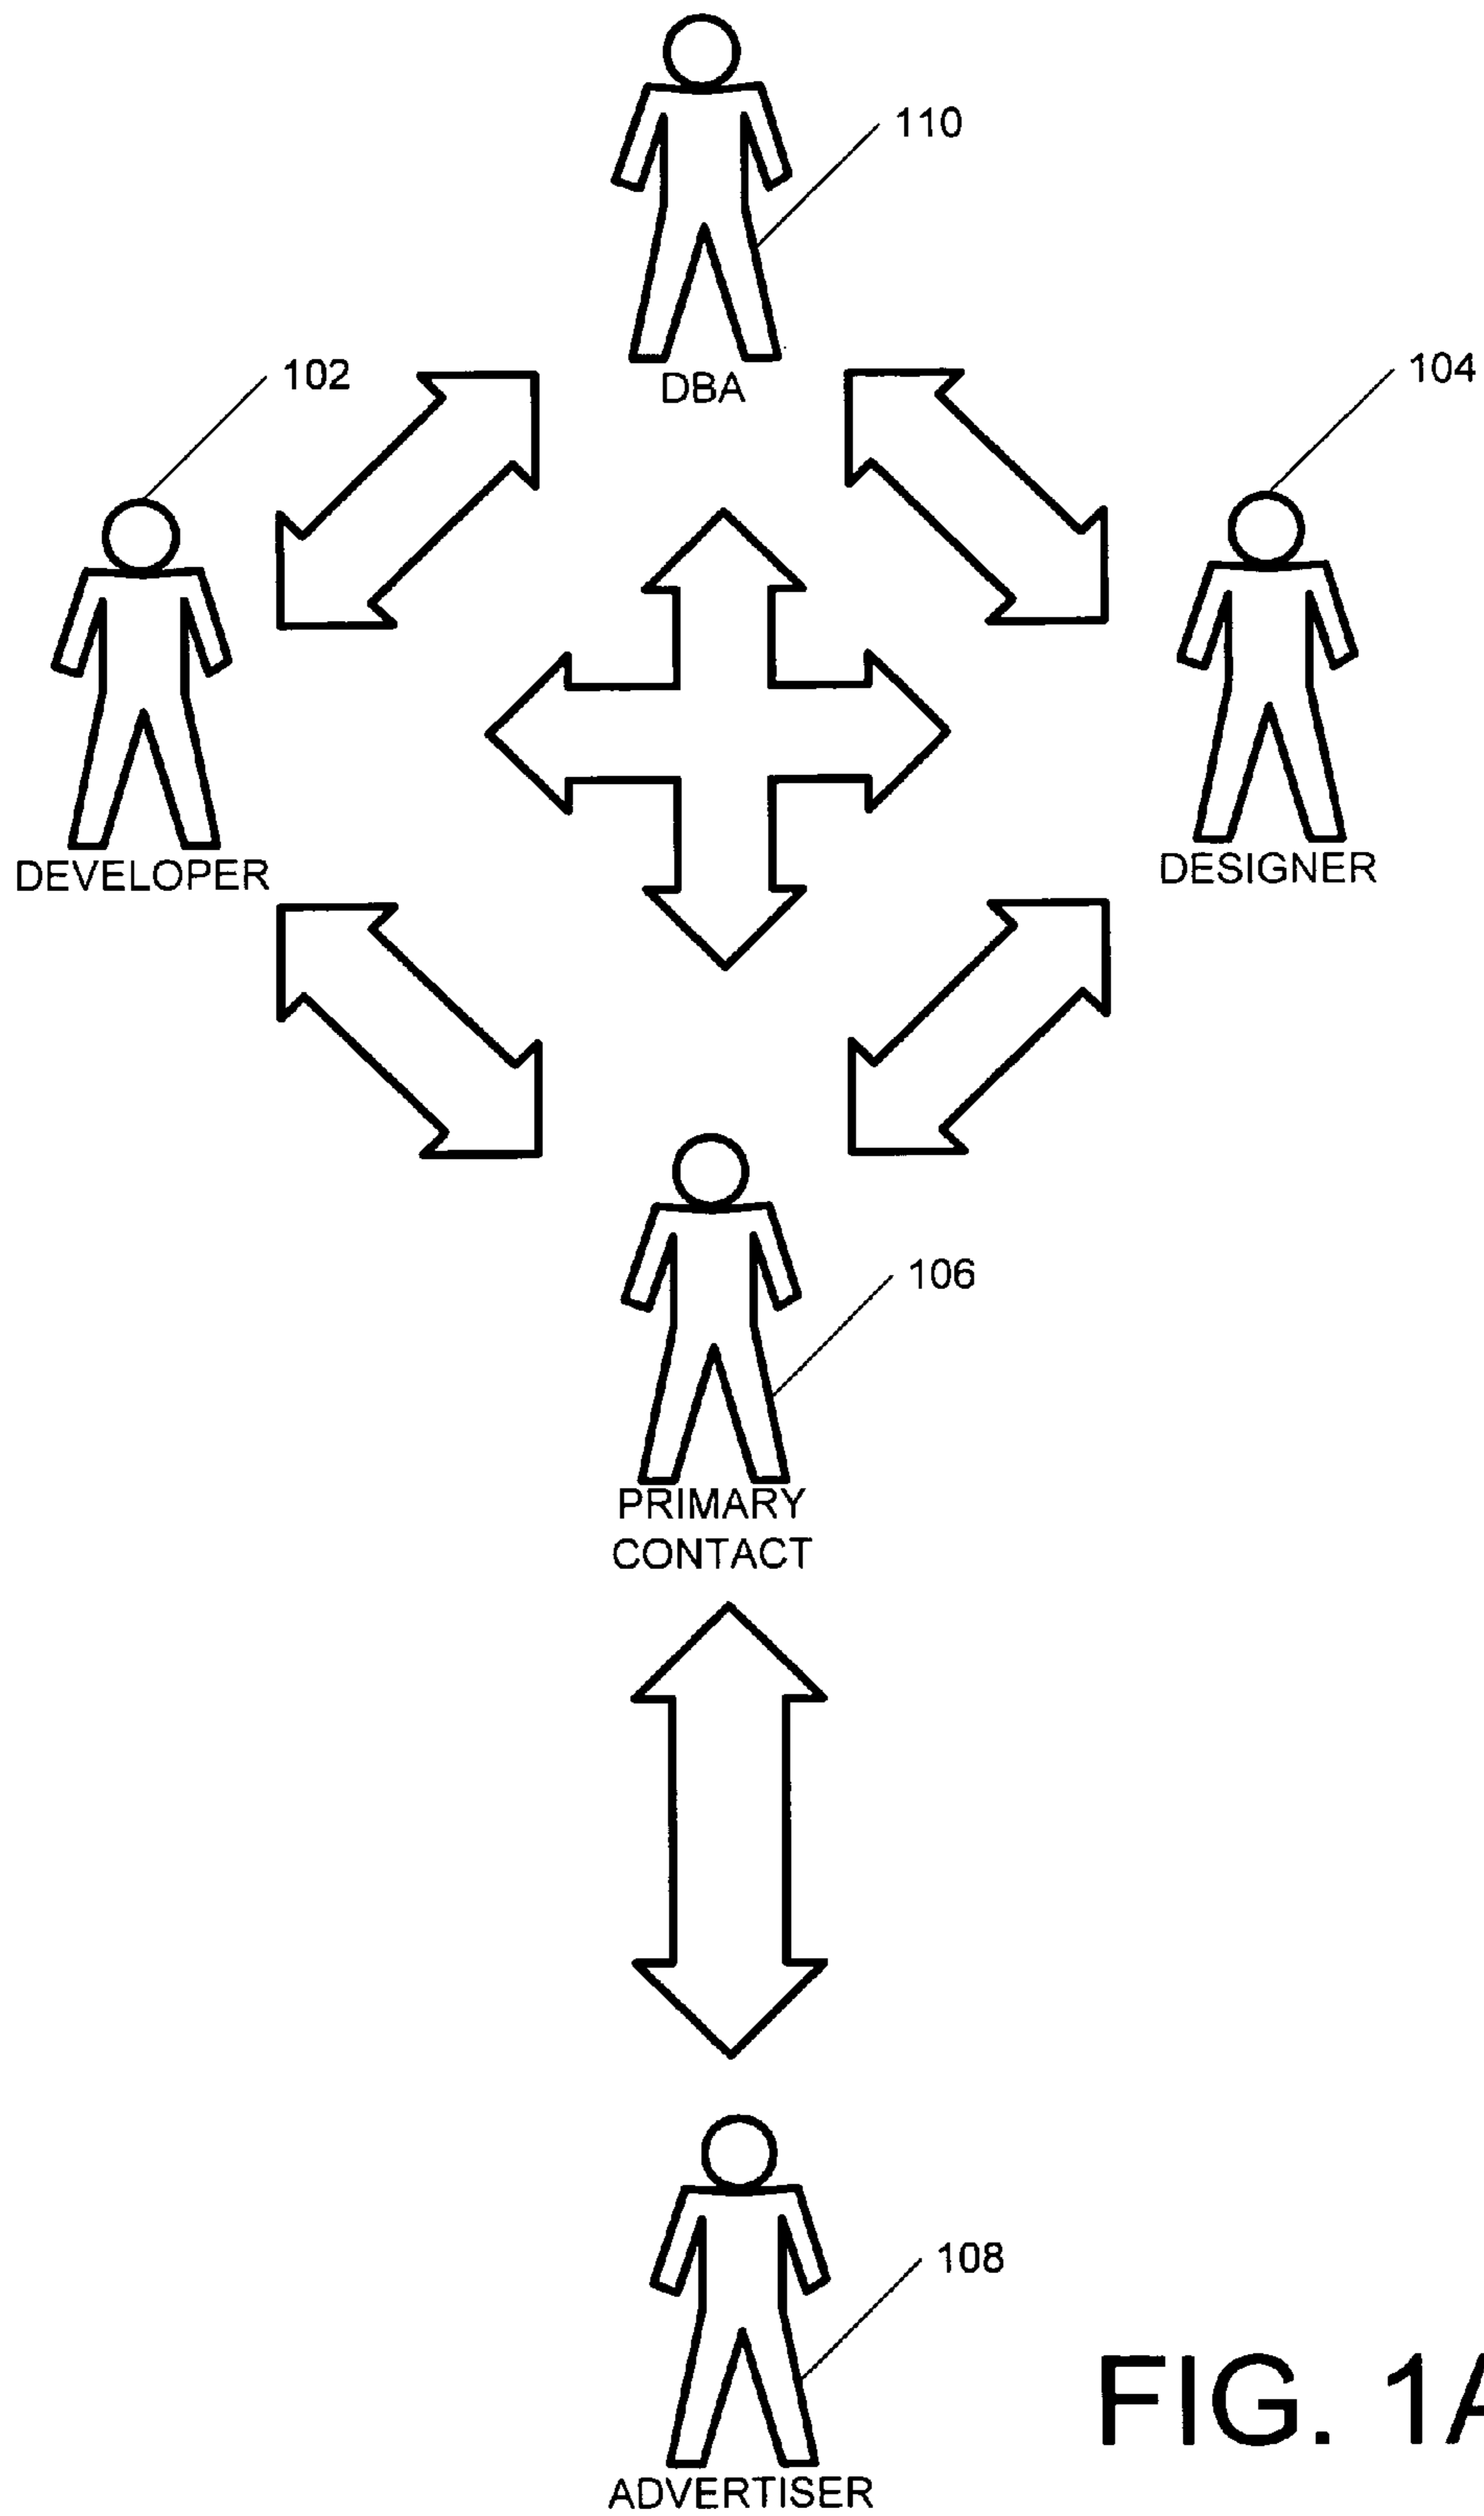 110
DBA
102
104
DEVELOPER
DESIGNER
106
PRIMARY
CONTACT
108
FIG. 1A
ADVERTISER